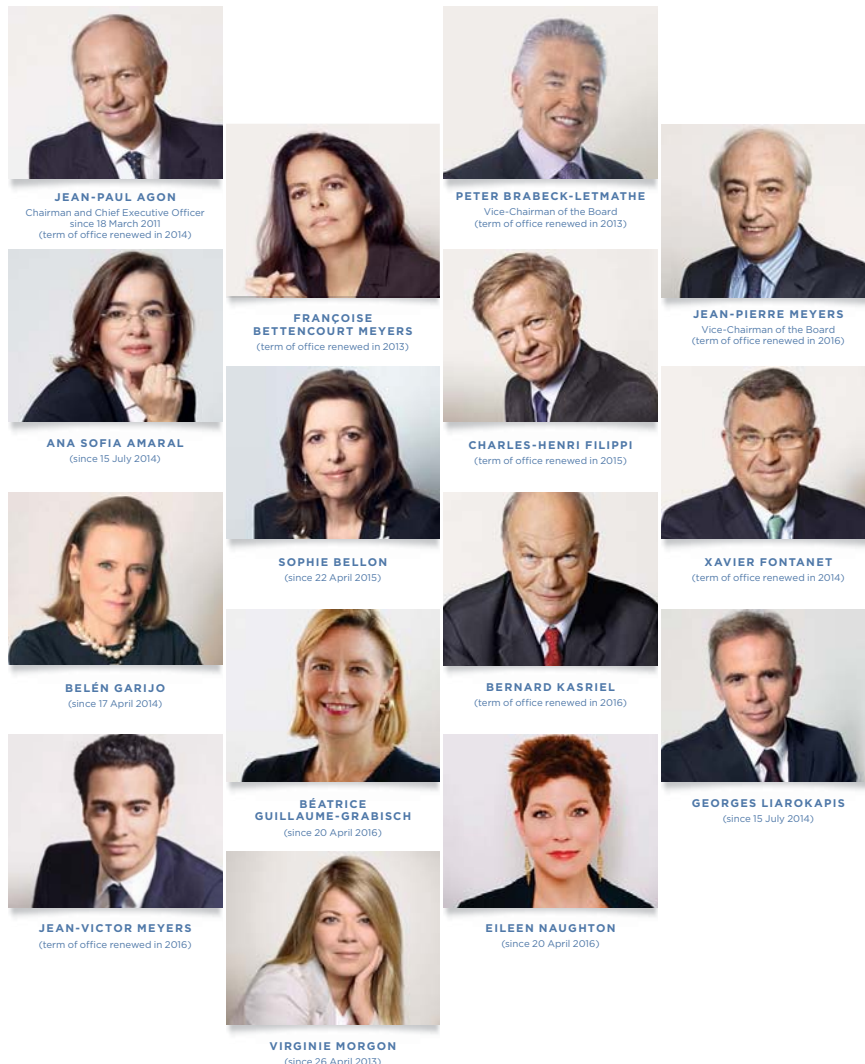 JEAN-PAUL AGON
Chairman and Chief Executive Officer
since 18 March 2011
(term of office renewed in 2014)
FRANÇOISE
BETTENCOURT MEYERS
(term of office renewed in 2013)
PETER BRABECK-LETMATHE
Vice-Chairman of the Board
(term of office renewed in 2013)
JEAN-PIERRE MEYERS
Vice-Chairman of the Board
(term of office renewed in 2016)
ANA SOFIA AMARAL
(since 15 July 2014)
SOPHIE BELLON
(since 22 April 2015)
CHARLES-HENRI FILIPPI
(term of office renewed in 2015)
XAVIER FONTANET
(term of office renewed in 2014)
BELÉN GARIJO
(since 17 April 2014)
BÉATRICE
GUILLAUME-GRABISCH
(since 20 April 2016)
BERNARD KASRIEL
(term of office renewed in 2016)
GEORGES LIAROKAPIS
(since 15 July 2014)
JEAN-VICTOR MEYERS
(term of office renewed in 2016)
VIRGINIE MORGON
(since 26 April 2013)
EILEEN NAUGHTON
(since 20 April 2016)